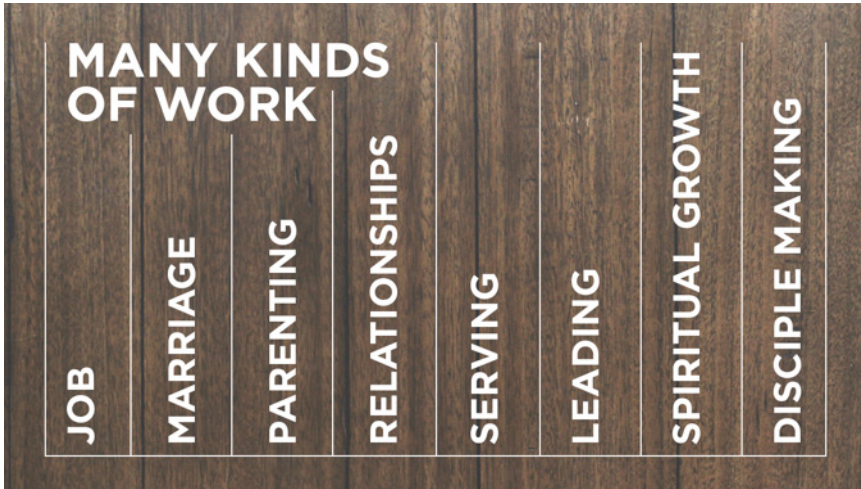 MANY KINDS
OF WORK
JOB
MARRIAGE
PARENTING
RELATIONSHIPS
SERVING
LEADING
SPIRITUAL GROWTH
DISCIPLE MAKING